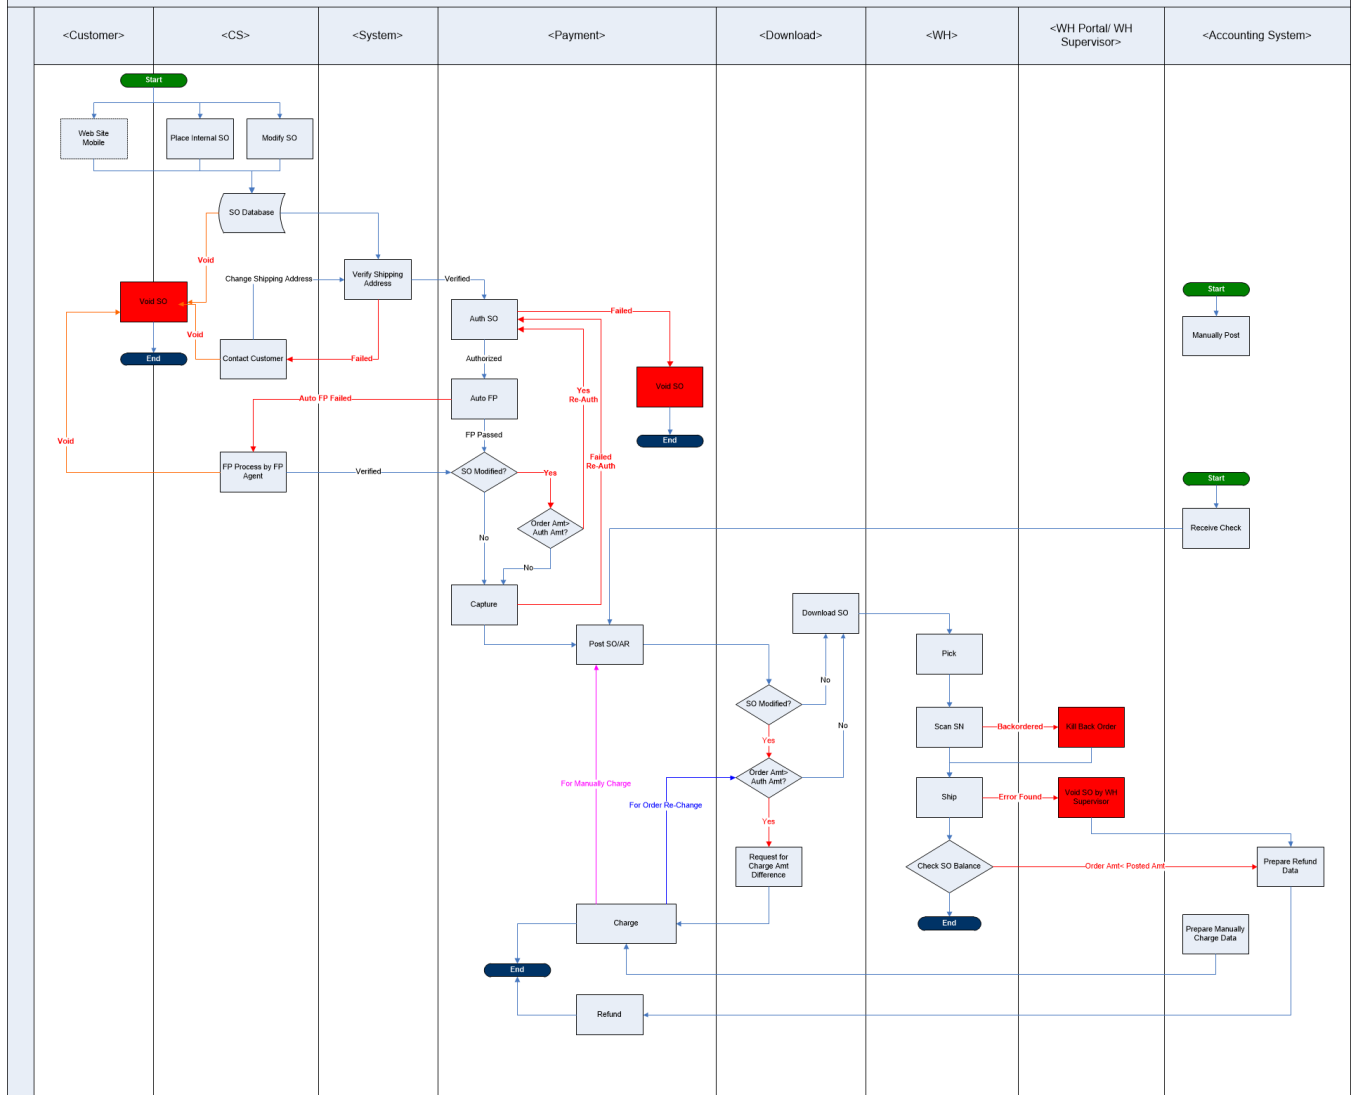 <Customer>
<CS>
<System>
<Payment>
<Download>
<WH>
<WH Portal/ WH
Supervisor>
<Accounting System>
Start
Web Site
Mobile
Place Internal SO
Modify SO
SO Database
Void
Change Shipping Address
Verify Shipping
Address
Verified
Void SO
Void
Auth SO
Failed
Start
Manually Post
End
Contact Customer
Failed
Authorized
Void SO
Auto FP Failed
Auto FP
Yes
Re-Auth
End
Void
FP Passed
Failed
Re-Auth
FP Process by FP
Agent
Verified
SO Modified?
Yes
Start
Order Amt>
Auth Amt?
Receive Check
No
No
Capture
Download SO
Post SO/AR
Pick
No
SO Modified?
No
Scan SN
Backordered
Kill Back Order
Yes
Order Amt>
Auth Amt?
For Manually Charge
For Order Re-Change
Ship
Error Found
Void SO by WH
Supervisor
Yes
Request for
Charge Amt
Difference
Check SO Balance
Order Amt< Posted Amt
Prepare Refund
Data
Charge
End
Prepare Manually
Charge Data
End
Refund